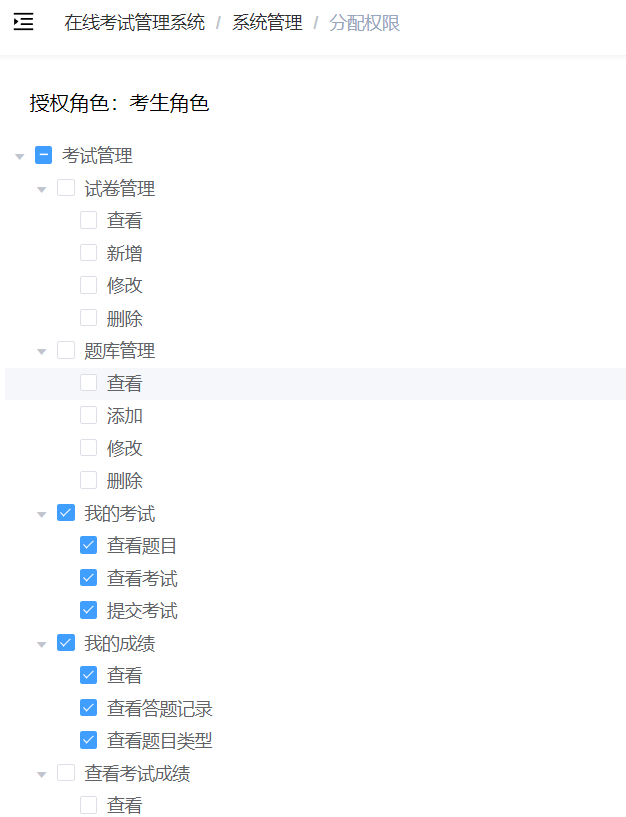 在线考试管理系统 / 系统管理 / 分配权限
授权角色：考生角色
考试管理
试卷管理
查看
新增
修改
删除
题库管理
查看
添加
修改
删除
我的考试
查看题目
查看考试
提交考试
我的成绩
查看
查看答题记录
查看题目类型
查看考试成绩
查看